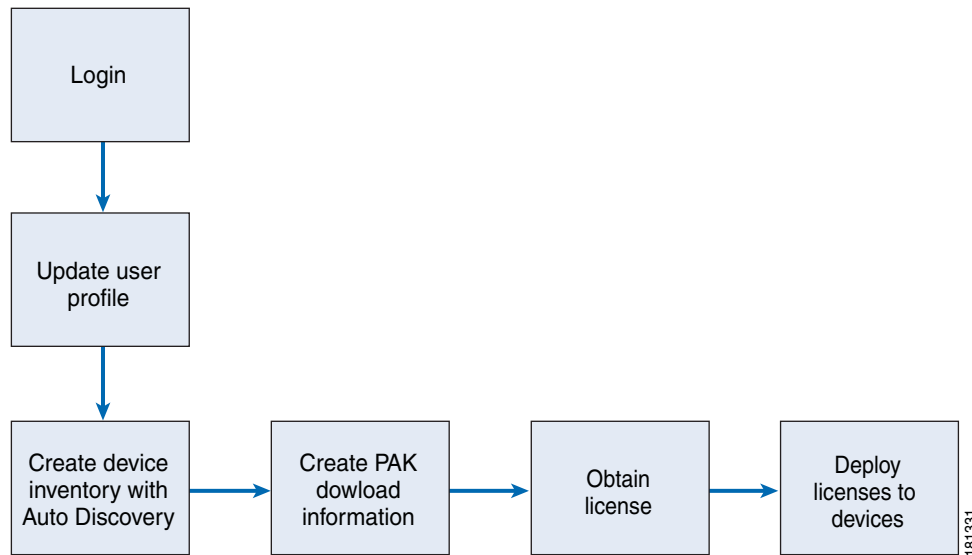 Login
Update user
profile
Create device
inventory with
Auto Discovery
Create PAK
dowload
information
Obtain
license
Deploy
licenses to
devices
181331